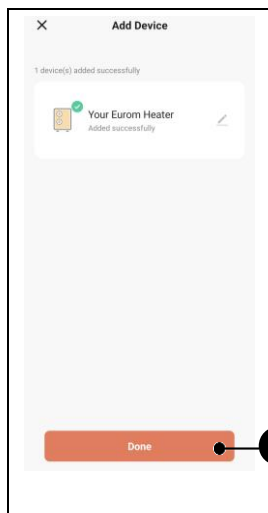 Add Device
1 device(s) added successfully
Your Eurom Heater
Added successfully
Done